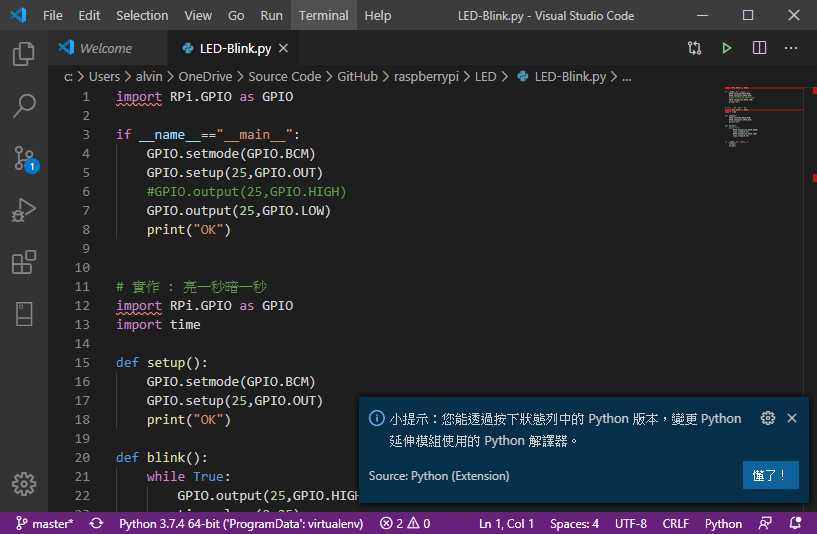 File Edit Selection View Go Run Terminal Help LED-Blink.py - Visual Studio Code
Welcome LED-Blink.py
c: > Users > alvin > OneDrive > Source Code > GitHub > raspberrypi > LED > LED-Blink.py > ...
1 import RPi.GPIO as GPIO
2
3 if __name__=="__main__":
4 GPIO.setmode(GPIO.BCM)
5 GPIO.setup(25,GPIO.OUT)
6 #GPIO.output(25,GPIO.HIGH)
7 GPIO.output(25,GPIO.LOW)
8 print("OK")
9
10
11 # 實作 : 亮一秒暗一秒
12 import RPi.GPIO as GPIO
13 import time
14
15 def setup():
16 GPIO.setmode(GPIO.BCM)
17 GPIO.setup(25,GPIO.OUT)
18 print("OK")
19
20 def blink():
21 while True:
22 GPIO.output(25,GPIO.HIGH
23
小提示：您能透過按下狀態列中的 Python 版本，變更 Python
延伸模組使用的 Python 解譯器。
Source: Python (Extension)
懂了！
1
master* Python 3.7.4 64-bit ('ProgramData': virtualenv) 2 0 Ln 1, Col 1 Spaces: 4 UTF-8 CRLF Python